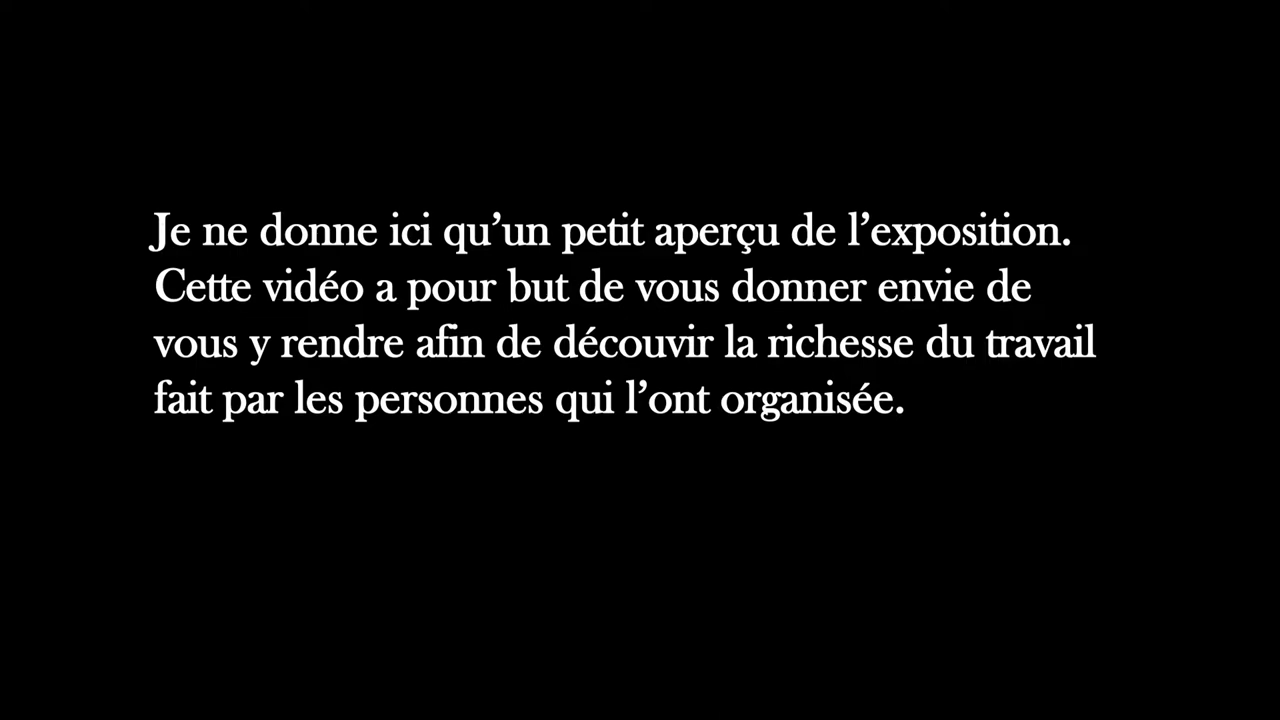 Je ne donne ici qu’un petit aperçu de l’exposition.
Cette vidéo a pour but de vous donner envie de
vous y rendre afin de découvir la richesse du travail
fait par les personnes qui l’ont organisée.